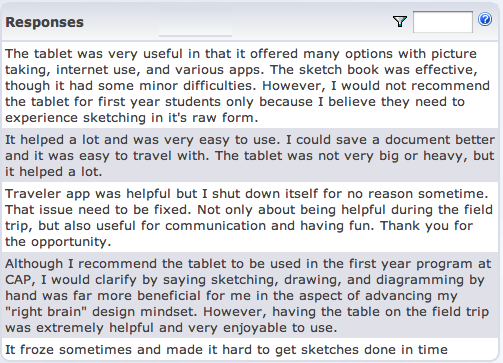 Responses
The tablet was very useful in that it offered many options with picture
taking, internet use, and various apps. The sketch book was effective,
though it had some minor difficulties. However, I would not recommend
the tablet for first year students only because I believe they need to
experience sketching in it's raw form.
It helped a lot and was very easy to use. I could save a document better
and it was easy to travel with. The tablet was not very big or heavy, but
it helped a lot.
Traveler app was helpful but I shut down itself for no reason sometime.
That issue need to be fixed. Not only about being helpful during the field
trip, but also useful for communication and having fun. Thank you for
the opportunity.
Although I recommend the tablet to be used in the first year program at
CAP, I would clarify by saying sketching, drawing, and diagramming by
hand was far more beneficial for me in the aspect of advancing my
"right brain" design mindset. However, having the table on the field trip
was extremely helpful and very enjoyable to use.
It froze sometimes and made it hard to get sketches done in time